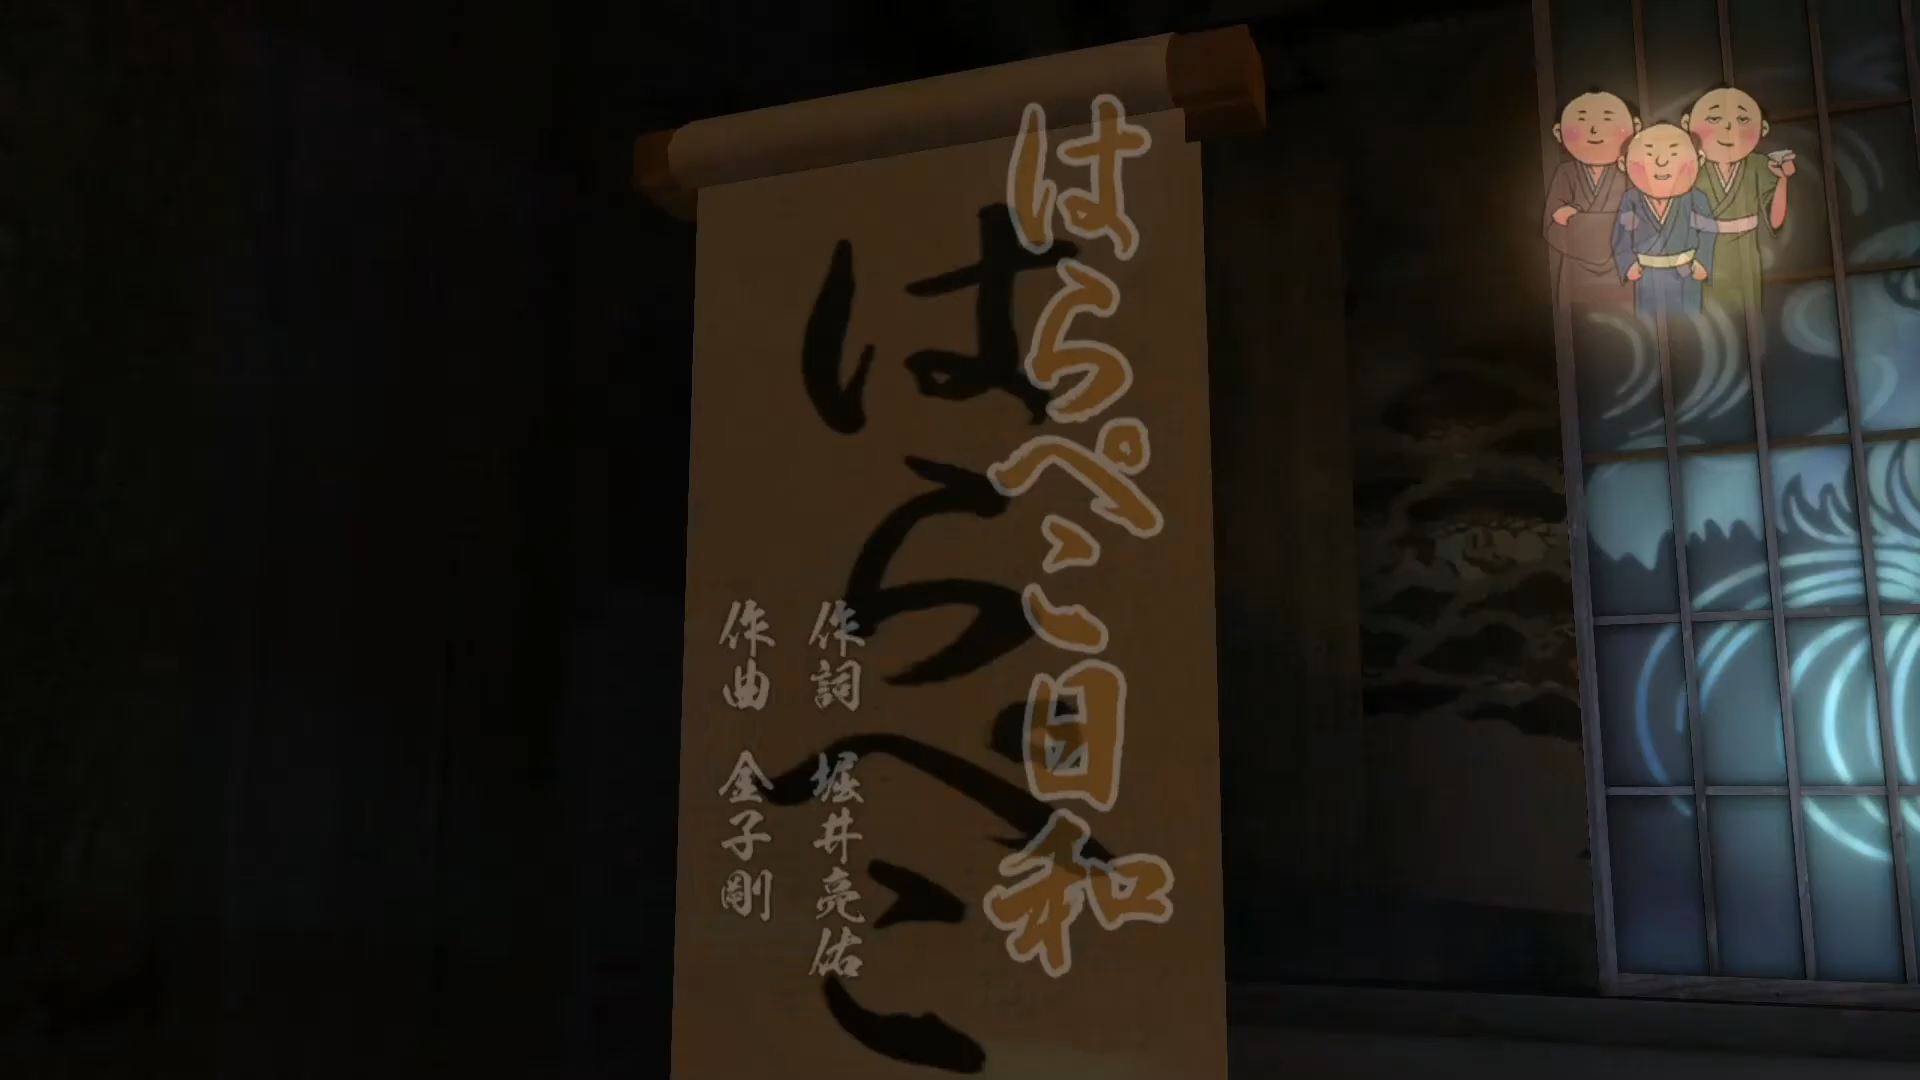 はらぺこ日和
はらぺこ
作詞 堀井亮佑
作曲 金子剛